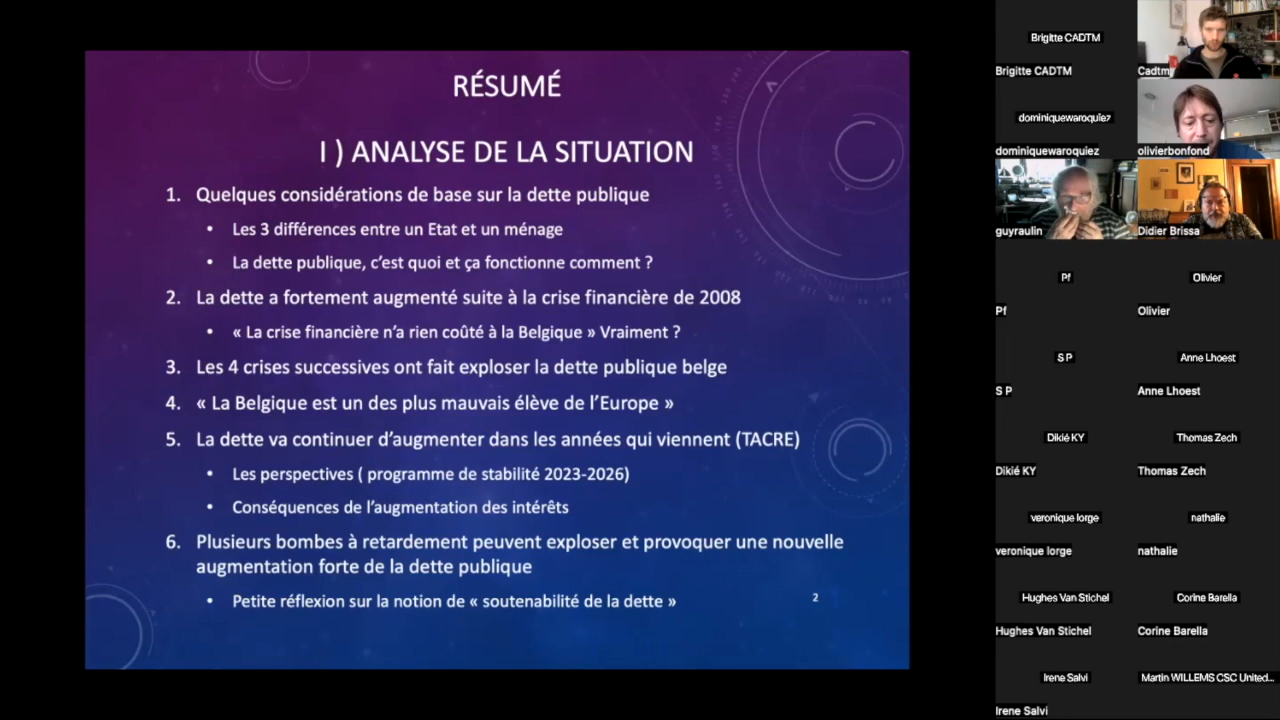 RÉSUMÉ
I ) ANALYSE DE LA SITUATION
1. Quelques considérations de base sur la dette publique
• Les 3 différences entre un Etat et un ménage
• La dette publique, c'est quoi et ça fonctionne comment ?
2. La dette a fortement augmenté suite à la crise financière de 2008
• « La crise financière n'a rien coûté à la Belgique » Vraiment ?
3. Les 4 crises successives ont fait exploser la dette publique belge
4. « La Belgique est un des plus mauvais élève de l'Europe »
5. La dette va continuer d'augmenter dans les années qui viennent (TACRE)
• Les perspectives ( programme de stabilité 2023-2026)
• Conséquences de l'augmentation des intérêts
6. Plusieurs bombes à retardement peuvent exploser et provoquer une nouvelle
augmentation forte de la dette publique
• Petite réflexion sur la notion de « soutenabilité de la dette »
2
Brigitte CADTM
Brigitte CADTM
Cadtm
dominiquewaroquiez
dominiquewaroquiez
olivierbonfond
guyraulin
Didier Brissa
Pf
Olivier
Pf
Olivier
S P
Anne Lhoest
S P
Anne Lhoest
Dikié KY
Thomas Zech
Dikié KY
Thomas Zech
veronique lorge
nathalie
veronique lorge
nathalie
Hughes Van Stichel
Corine Barella
Hughes Van Stichel
Corine Barella
Irene Salvi
Martin WILLEMS CSC United...
Irene Salvi